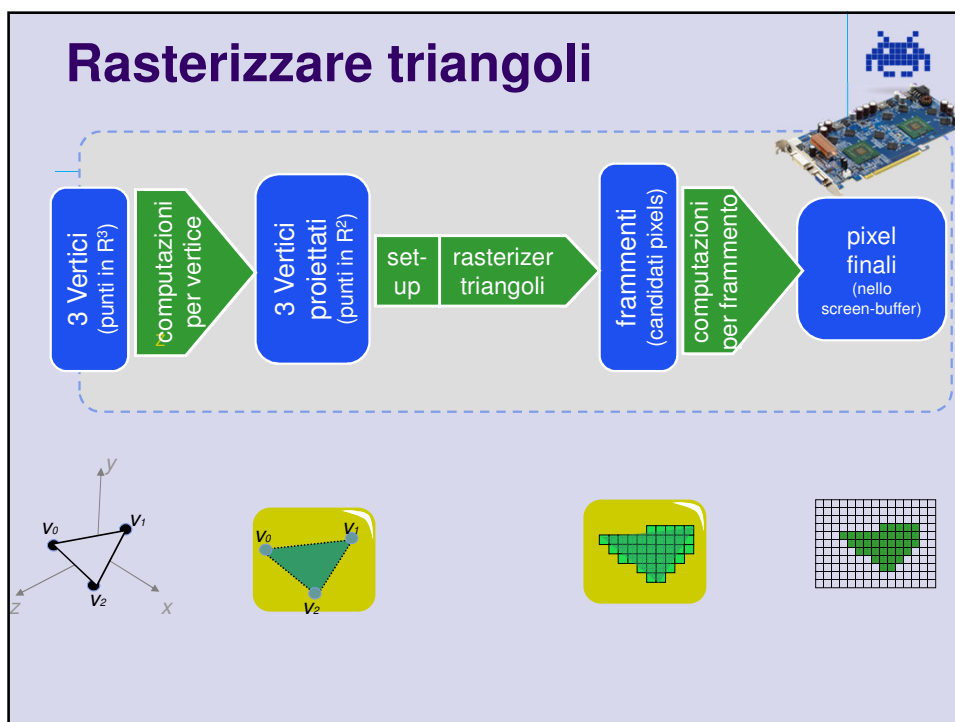 Rasterizzare triangoli
3 Vertici
(punti in R³)
computazioni
per vertice
z
3 Vertici
proiettati
(punti in R²)
set-
up
rasterizer
triangoli
frammenti
(candidati pixels)
computazioni
per frammento
pixel
finali
(nello
screen-buffer)
y
v0
v1
v2
z
x
v0
v1
v2